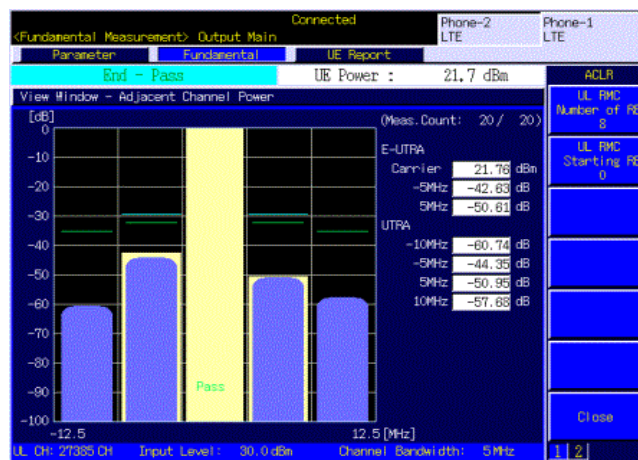 Connected
<Fundamental Measurement> Output Main
Phone-2
LTE
Phone-1
LTE
Parameter
Fundamental
UE Report
End - Pass
UE Power : 21.7 dBm
ACLR
View Window - Adjacent Channel Power
UL RMC
Number of RB
8
UL RMC
Starting RB
0
[dB]
(Meas.Count: 20 / 20)
0
-10
-20
-30
-40
-50
-60
-70
-80
-90
-100
E-UTRA
Carrier 21.76 dBm
-5MHz -42.63 dB
5MHz -50.61 dB
UTRA
-10MHz -60.74 dB
-5MHz -44.35 dB
5MHz -50.95 dB
10MHz -57.68 dB
Pass
-12.5
12.5 [MHz]
Close
UL CH: 27385 CH Input Level: 30.0 dBm Channel Bandwidth: 5 MHz
1 2